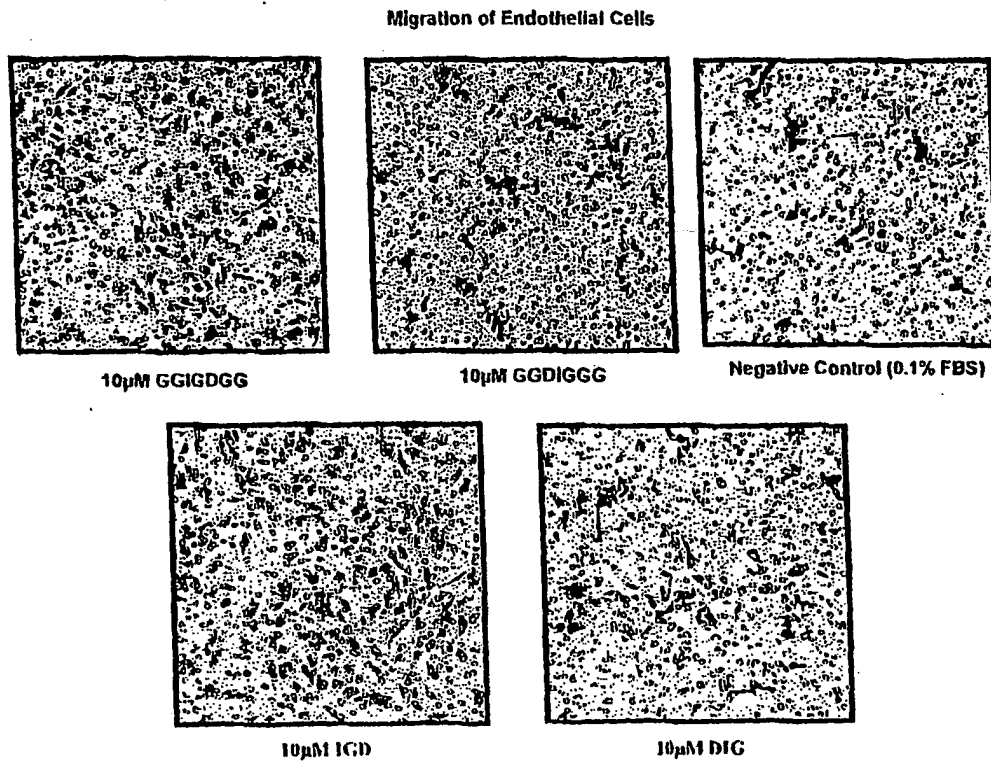 Migration of Endothelial Cells
10µM GGIGDGG
10µM GGDIGGG
Negative Control (0.1% FBS)
10µM IGD
10µM DIG